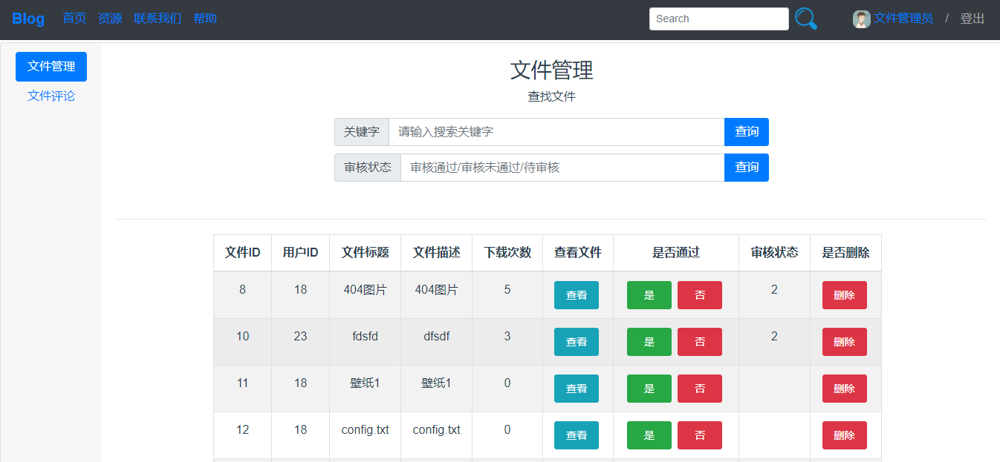 Blog 首页 资源 联系我们 帮助 Search 文件管理员 / 登出
文件管理
文件评论
文件管理
查找文件
关键字 请输入搜索关键字 查询
审核状态 审核通过/审核未通过/待审核 查询
文件ID 用户ID 文件标题 文件描述 下载次数 查看文件 是否通过 审核状态 是否删除
8 18 404图片 404图片 5 查看 是 否 2 删除
10 23 fdsfd dfsdf 3 查看 是 否 2 删除
11 18 壁纸1 壁纸1 0 查看 是 否 删除
12 18 config.txt config.txt 0 查看 是 否 删除